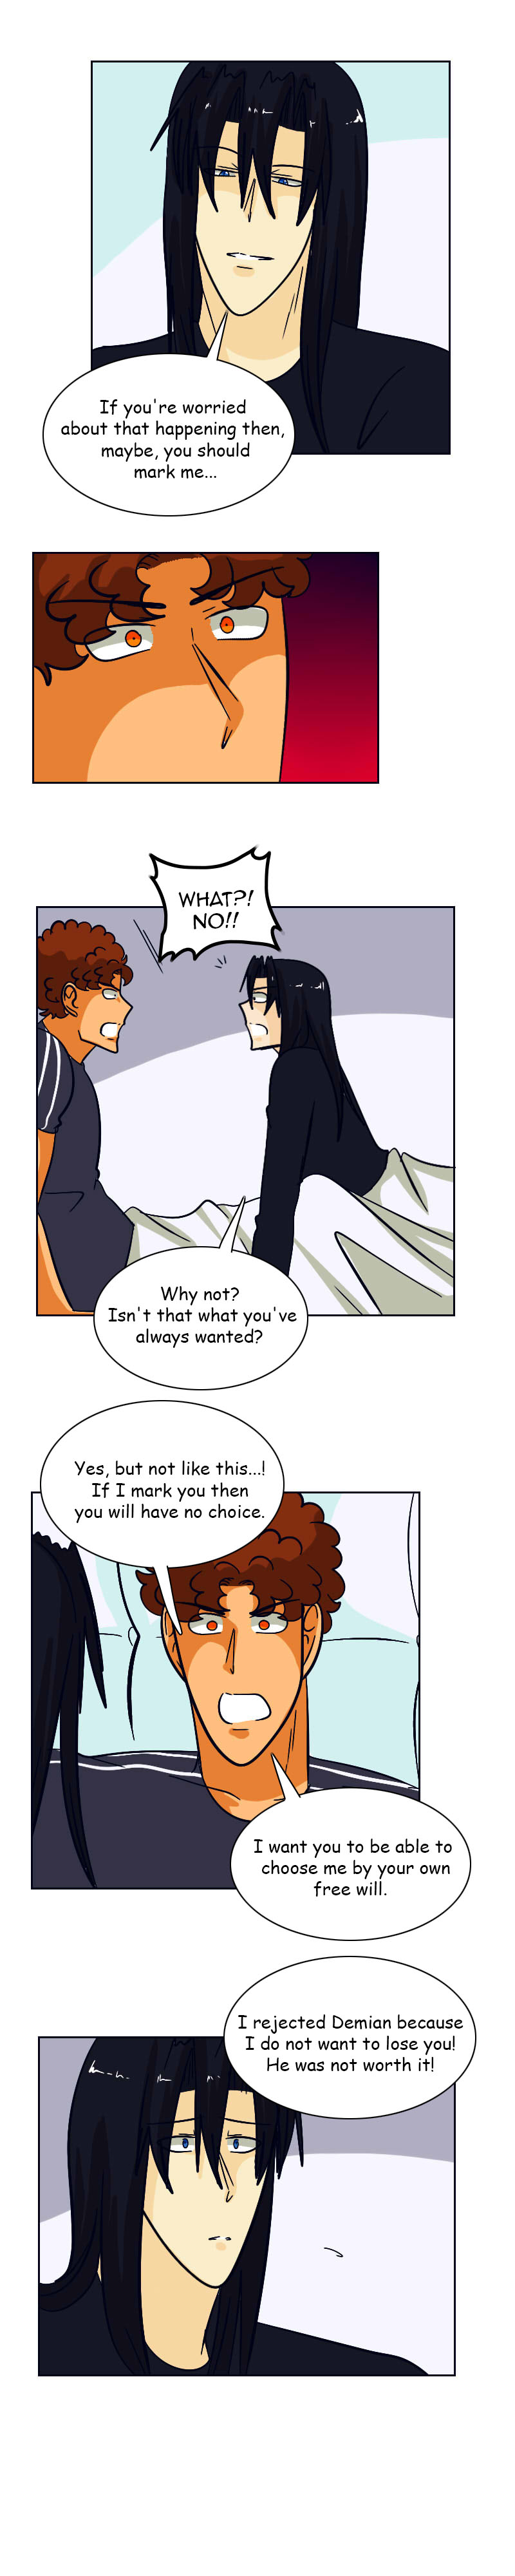 If you're worried
about that happening then,
maybe, you should
mark me...
WHAT?!
NO!!
Why not?
Isn't that what you've
always wanted?
Yes, but not like this...!
If I mark you then
you will have no choice.
I want you to be able to
choose me by your own
free will.
I rejected Demian because
I do not want to lose you!
He was not worth it!